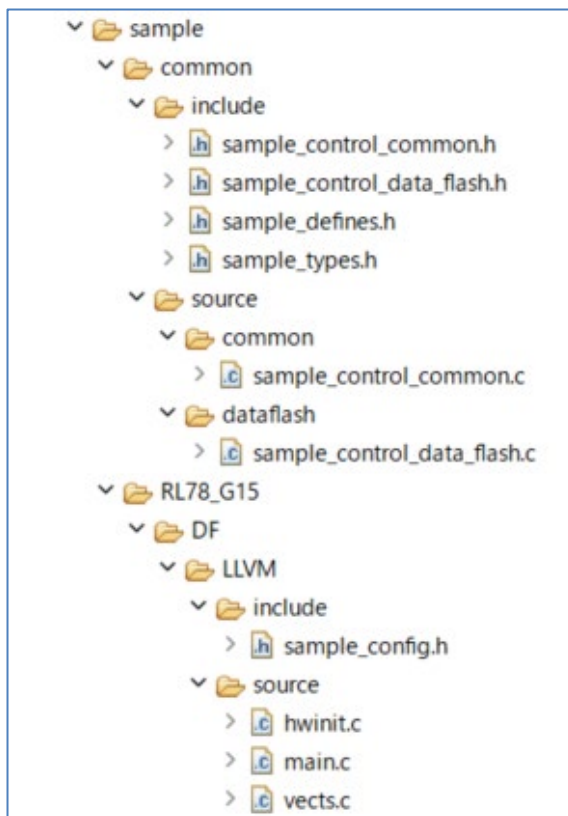 sample
common
include
sample_control_common.h
sample_control_data_flash.h
sample_defines.h
sample_types.h
source
common
sample_control_common.c
dataflash
sample_control_data_flash.c
RL78_G15
DF
LLVM
include
sample_config.h
source
hwinit.c
main.c
vects.c